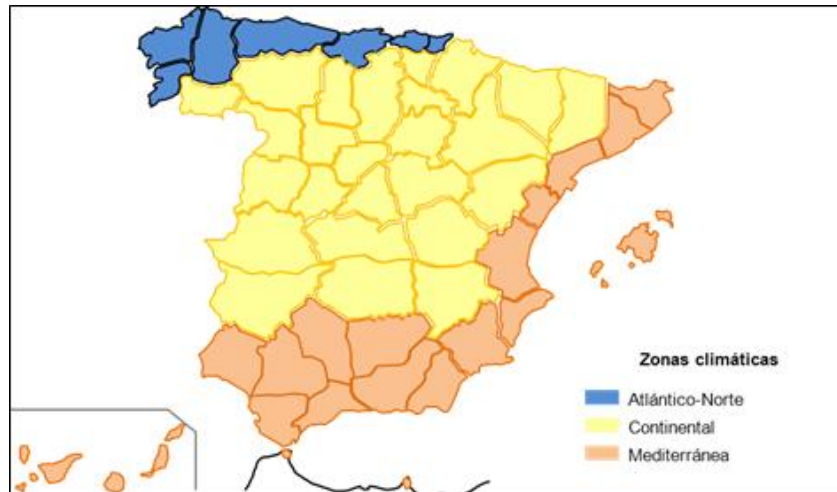 Zonas climáticas
Atlántico-Norte
Continental
Mediterránea